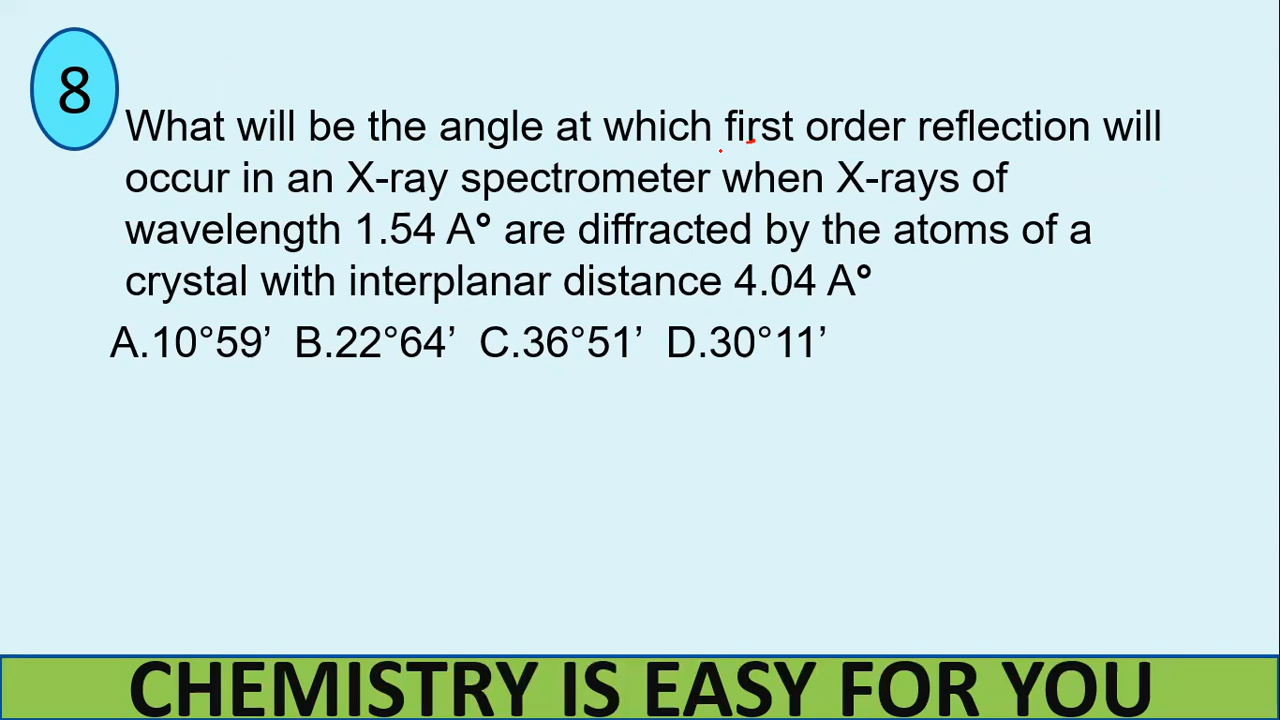 8
What will be the angle at which first order reflection will
occur in an X-ray spectrometer when X-rays of
wavelength 1.54 Aº are diffracted by the atoms of a
crystal with interplanar distance 4.04 Aº
A.10°59’ B.22°64’ C.36°51’ D.30°11’
CHEMISTRY IS EASY FOR YOU